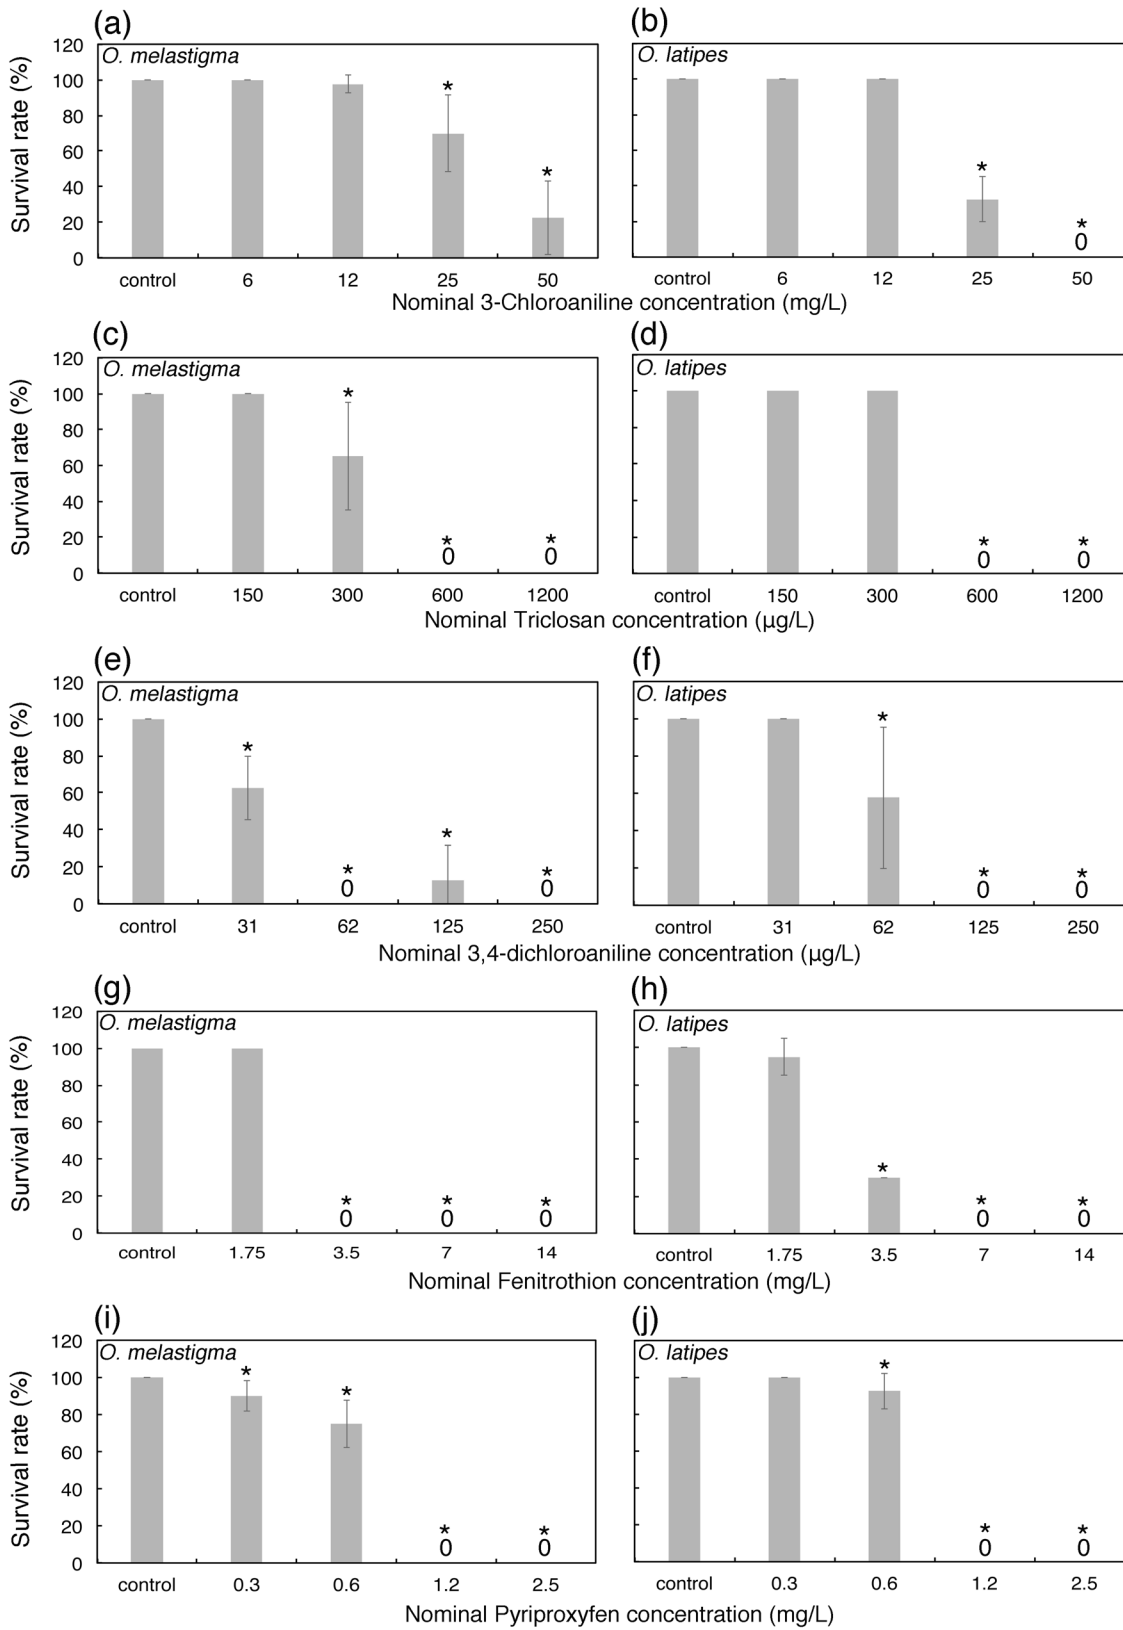 (a) (b)
O. melastigma O. latipes
Survival rate (%)
120
100
80
60
40
20
0
* *
* *
0
control 6 12 25 50 control 6 12 25 50
Nominal 3-Chloroaniline concentration (mg/L)
(c) (d)
O. melastigma O. latipes
Survival rate (%)
120
100
80
60
40
20
0
*
* * * *
0 0 0 0
control 150 300 600 1200 control 150 300 600 1200
Nominal Triclosan concentration (µg/L)
(e) (f)
O. melastigma O. latipes
Survival rate (%)
120
100
80
60
40
20
0
* *
*
* * * *
0 0 0 0
control 31 62 125 250 control 31 62 125 250
Nominal 3,4-dichloroaniline concentration (µg/L)
(g) (h)
O. melastigma O. latipes
Survival rate (%)
120
100
80
60
40
20
0
*
* * * * *
0 0 0 0 0
control 1.75 3.5 7 14 control 1.75 3.5 7 14
Nominal Fenitrothion concentration (mg/L)
(i) (j)
O. melastigma O. latipes
Survival rate (%)
120
100
80
60
40
20
0
* * *
* * * *
0 0 0 0
control 0.3 0.6 1.2 2.5 control 0.3 0.6 1.2 2.5
Nominal Pyriproxyfen concentration (mg/L)